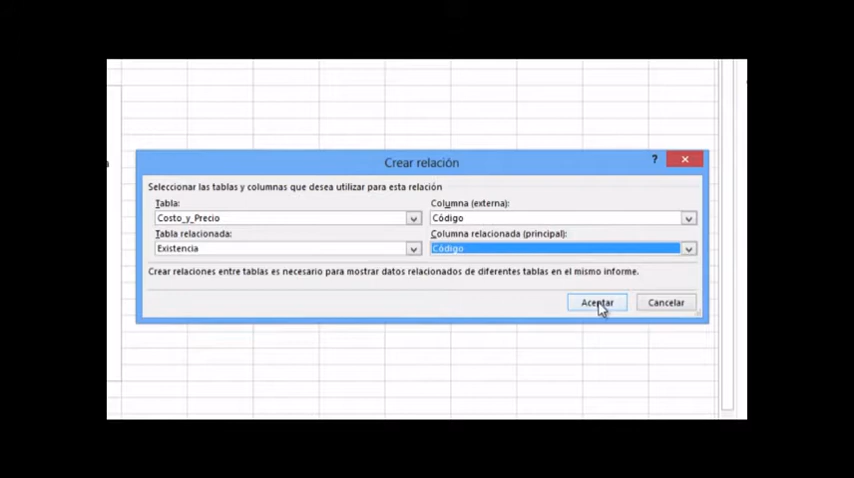 Crear relación
?
Seleccionar las tablas y columnas que desea utilizar para esta relación
Tabla:
Columna (externa):
Costo_y_Precio
Código
Tabla relacionada:
Columna relacionada (principal):
Existencia
Código
Crear relaciones entre tablas es necesario para mostrar datos relacionados de diferentes tablas en el mismo informe.
Aceptar
Cancelar